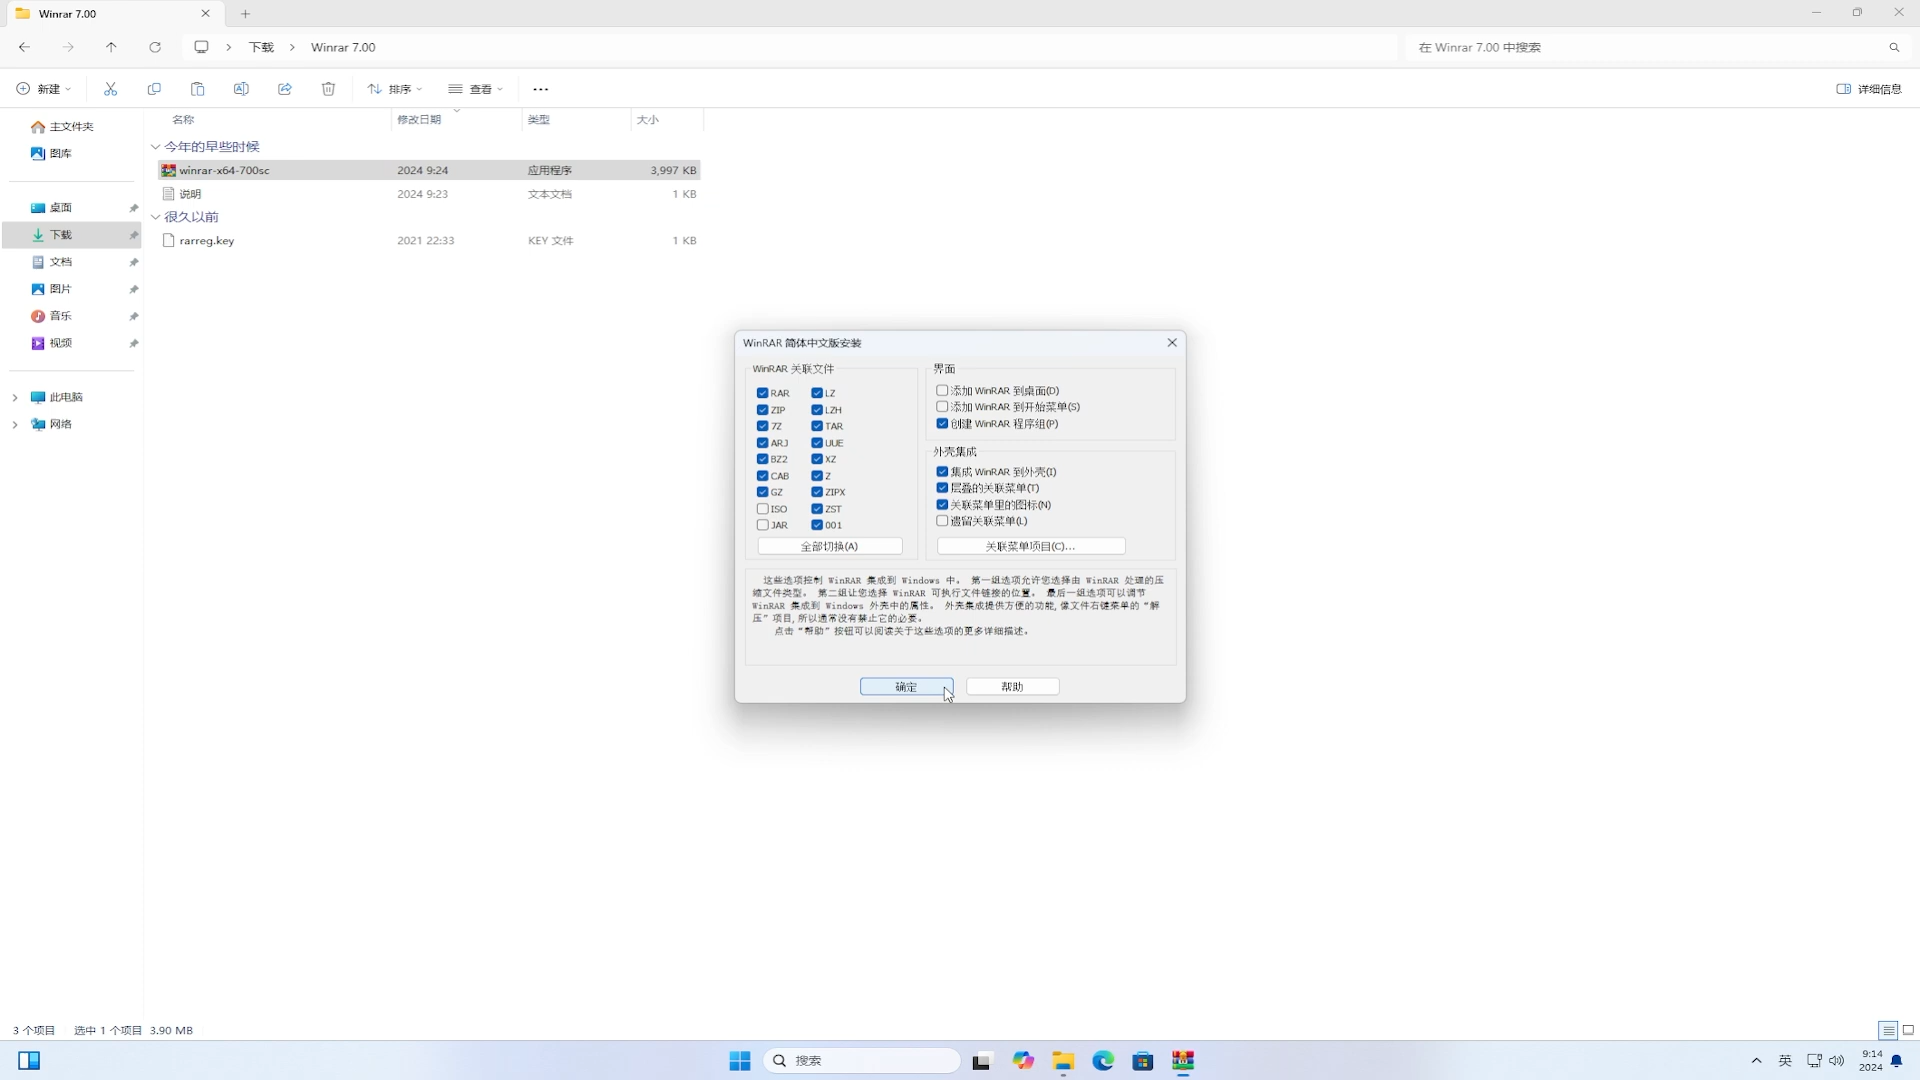 Winrar 7.00
下载
Winrar 7.00
在 Winrar 7.00 中搜索
新建
排序
查看
详细信息
主文件夹
图库
桌面
下载
文档
图片
音乐
视频
此电脑
网络
名称 修改日期 类型 大小
今年的早些时候
winrar-x64-700sc 2024 9:24 应用程序 3,997 KB
说明 2024 9:23 文本文档 1 KB
很久以前
rarreg.key 2021 22:33 KEY 文件 1 KB
WinRAR 简体中文版安装
WinRAR 关联文件
RAR LZ
ZIP LZH
7Z TAR
ARJ UUE
BZ2 XZ
CAB Z
GZ ZIPX
ISO ZST
JAR 001
全部切换(A)
界面
添加 WinRAR 到桌面(D)
添加 WinRAR 到开始菜单(S)
创建 WinRAR 程序组(P)
外壳集成
集成 WinRAR 到外壳(I)
层叠的关联菜单(T)
关联菜单里的图标(N)
遗留关联菜单(L)
关联菜单项目(C)...
这些选项控制 WinRAR 集成到 Windows 中。 第一组选项允许您选择由 WinRAR 处理的压
缩文件类型。 第二组让您选择 WinRAR 可执行文件链接的位置。 最后一组选项可以调节
WinRAR 集成到 Windows 外壳中的属性。 外壳集成提供方便的功能, 像文件右键菜单的“解
压”项目, 所以通常没有禁止它的必要。
点击“帮助”按钮可以阅读关于这些选项的更多详细描述。
确定
帮助
3 个项目 选中 1 个项目 3.90 MB
搜索
英
9:14
2024